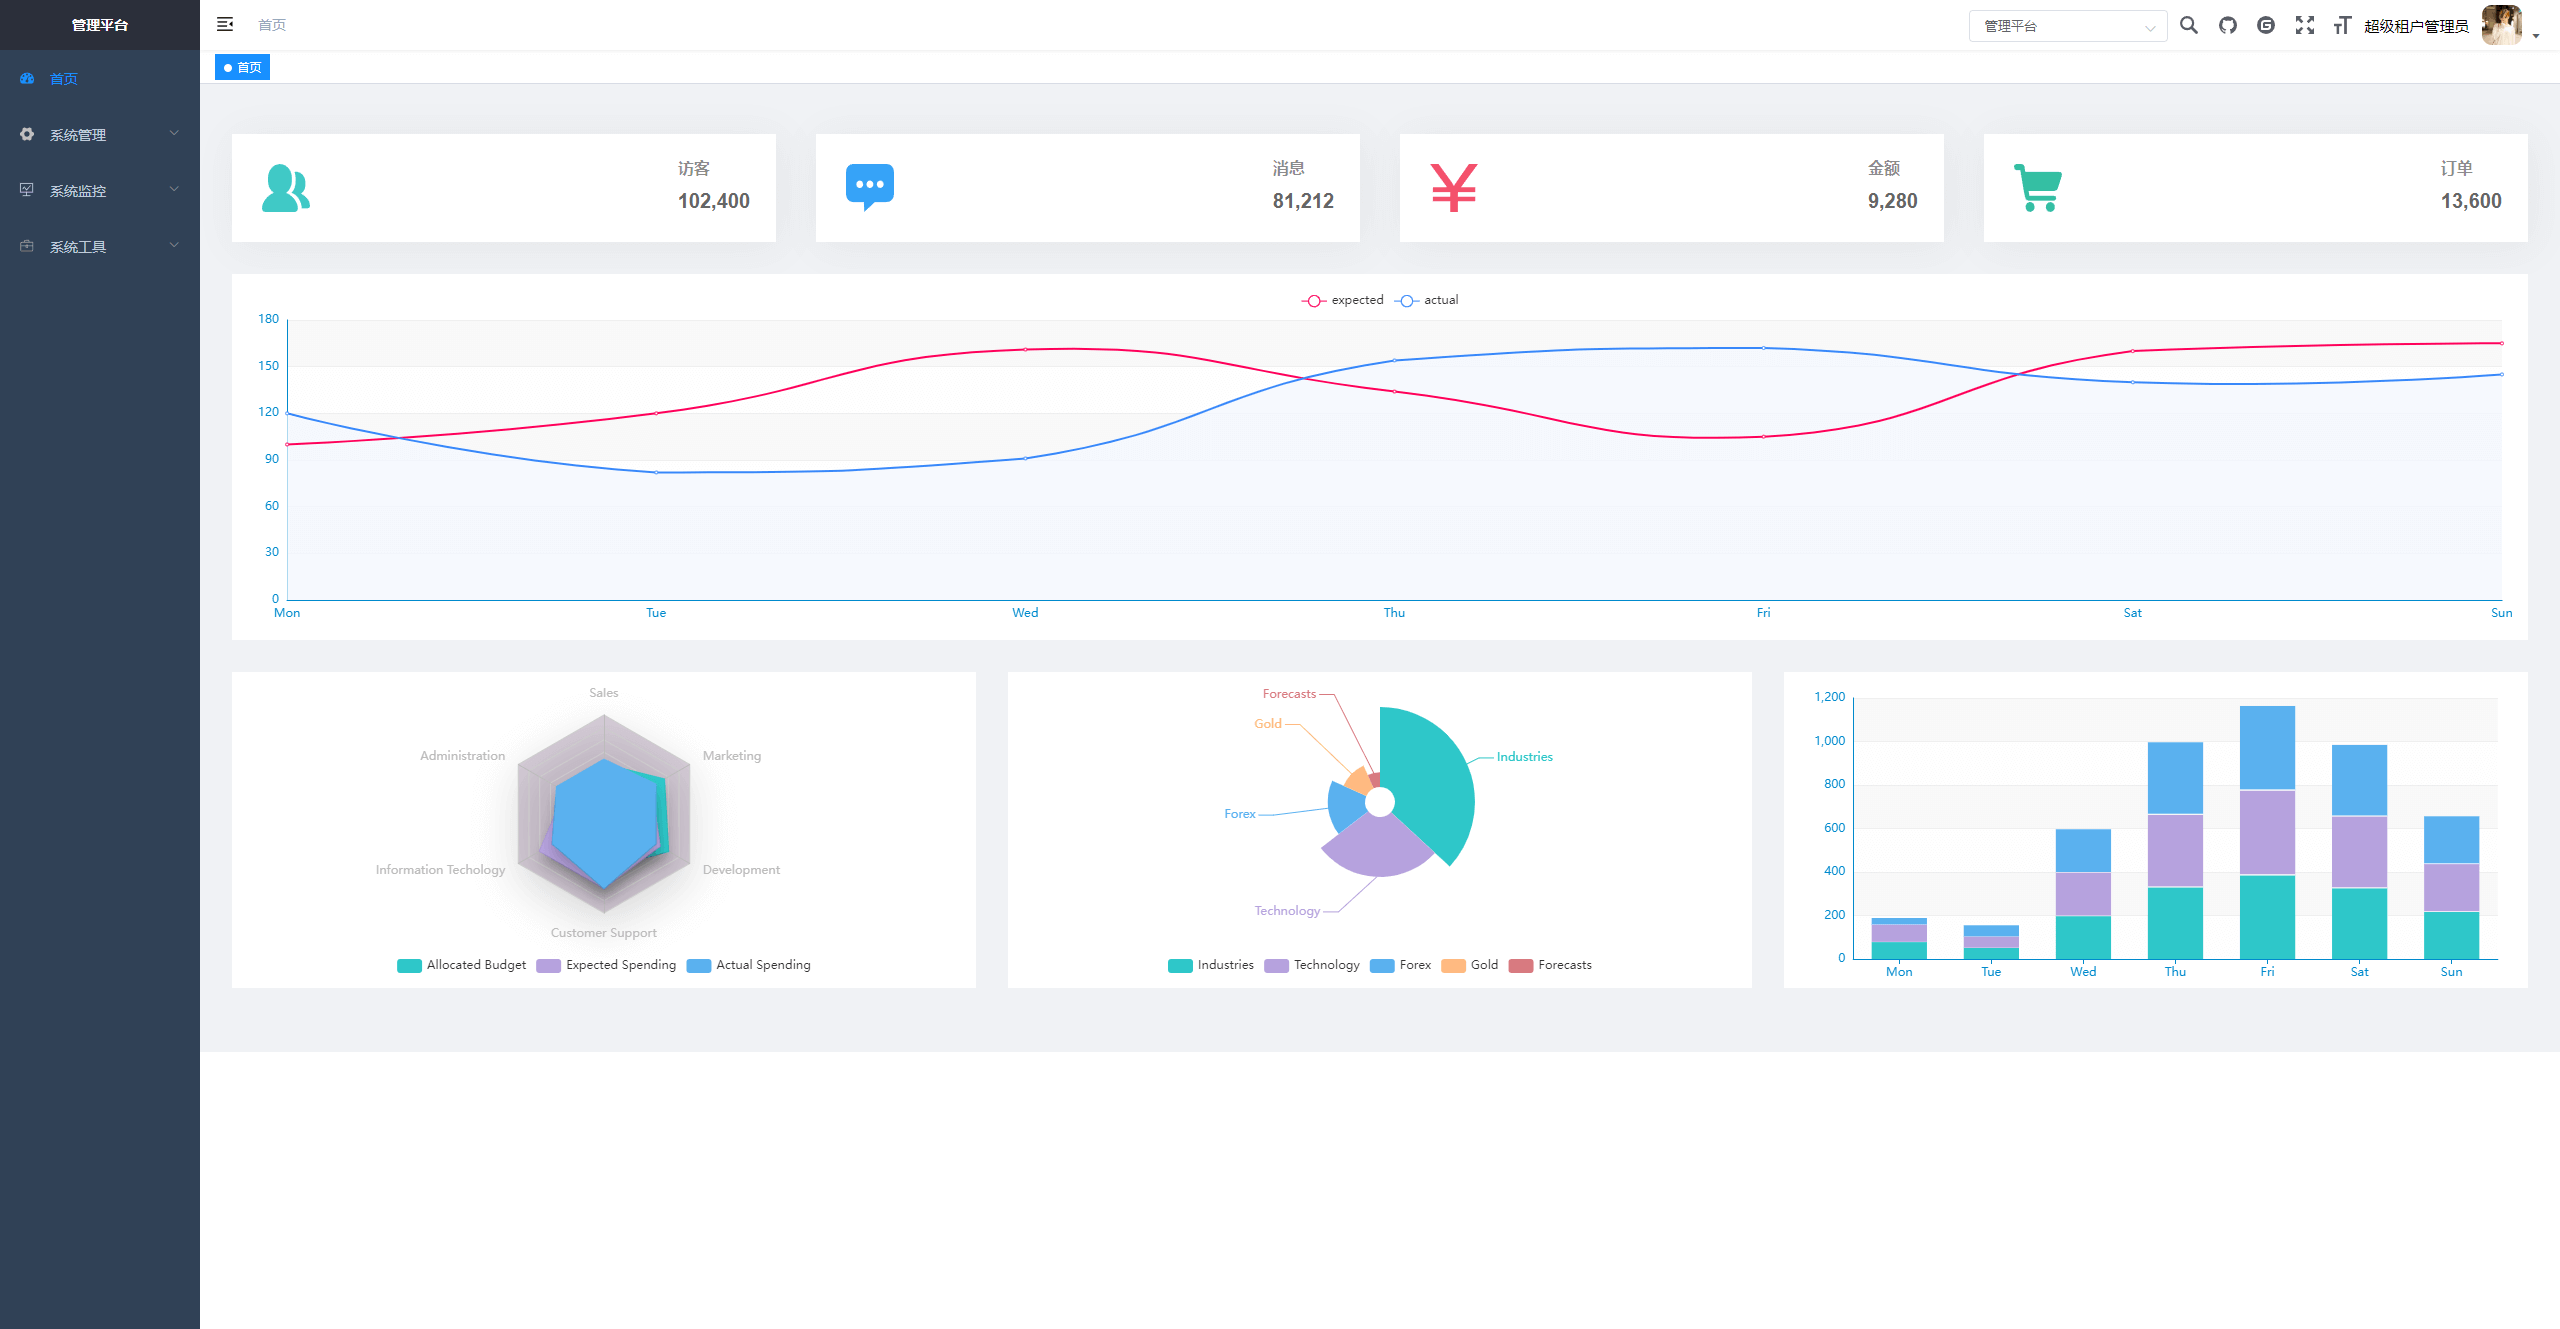 管理平台
首页
管理平台
超级租户管理员
首页
首页
系统管理
系统监控
系统工具
访客
102,400
消息
81,212
金额
9,280
订单
13,600
expected actual
180
150
120
90
60
30
0
Mon Tue Wed Thu Fri Sat Sun
Sales
Administration
Marketing
Information Techology
Development
Customer Support
Allocated Budget Expected Spending Actual Spending
Forecasts
Gold
Industries
Forex
Technology
Industries Technology Forex Gold Forecasts
1,200
1,000
800
600
400
200
0
Mon Tue Wed Thu Fri Sat Sun